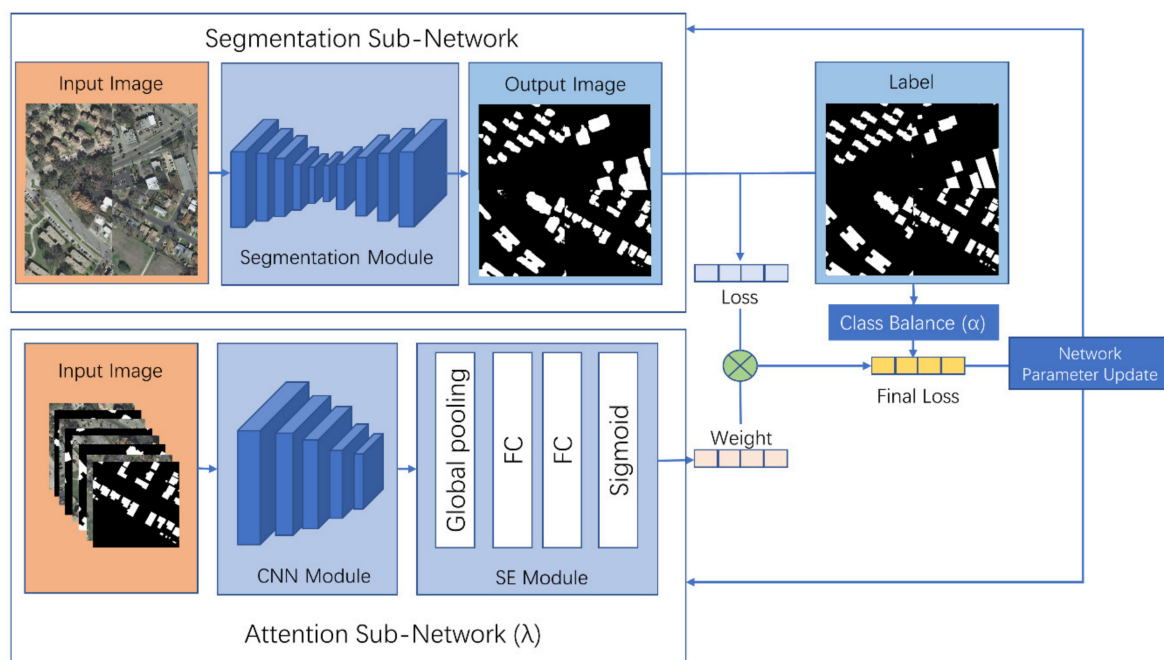 Segmentation Sub-Network
Input Image
Segmentation Module
Output Image
Label
Loss
Class Balance (α)
Final Loss
Network
Parameter Update
Weight
Input Image
CNN Module
Global pooling
FC
FC
Sigmoid
SE Module
Attention Sub-Network (λ)